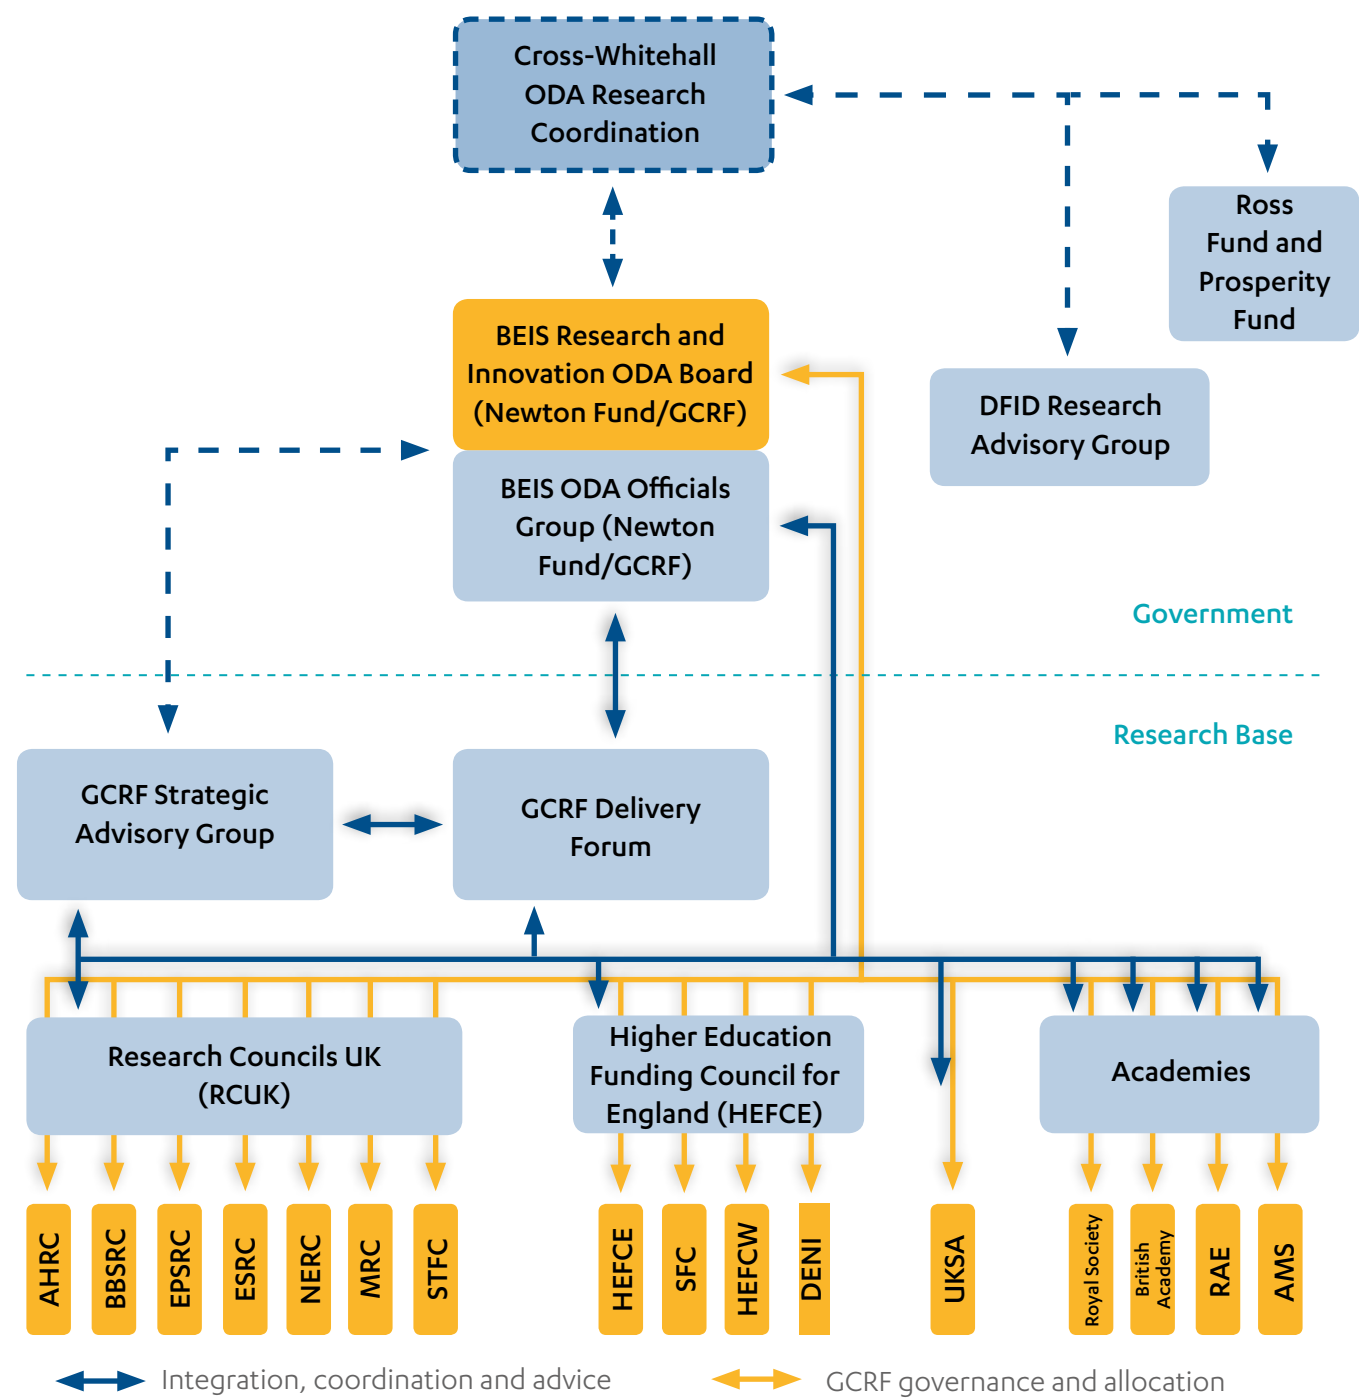 Cross-Whitehall
ODA Research
Coordination
Ross
Fund and
Prosperity
Fund
BEIS Research and
Innovation ODA Board
(Newton Fund/GCRF)
DFID Research
Advisory Group
BEIS ODA Officials
Group (Newton
Fund/GCRF)
Government
Research Base
GCRF Strategic
Advisory Group
GCRF Delivery
Forum
Research Councils UK
(RCUK)
Higher Education
Funding Council for
England (HEFCE)
Academies
AHRC
BBSRC
EPSRC
ESRC
NERC
MRC
STFC
HEFCE
SFC
HEFCW
DENI
UKSA
Royal Society
British
Academy
RAE
AMS
Integration, coordination and advice
GCRF governance and allocation